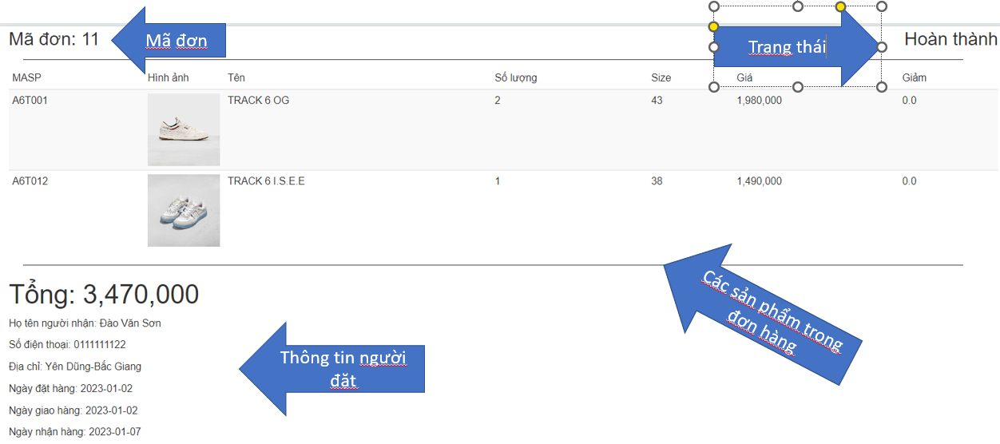 Mã đơn: 11
Mã đơn
Trang thái
Hoàn thành
MASP Hình ảnh Tên Số lượng Size Giá Giảm
A6T001 TRACK 6 OG 2 43 1,980,000 0.0
A6T012 TRACK 6 I.S.E.E 1 38 1,490,000 0.0
Các sản phẩm trong
đơn hàng
Tổng: 3,470,000
Họ tên người nhận: Đào Văn Sơn
Số điện thoại: 0111111122
Địa chỉ: Yên Dũng-Bắc Giang
Ngày đặt hàng: 2023-01-02
Ngày giao hàng: 2023-01-02
Ngày nhận hàng: 2023-01-07
Thông tin người
đặt